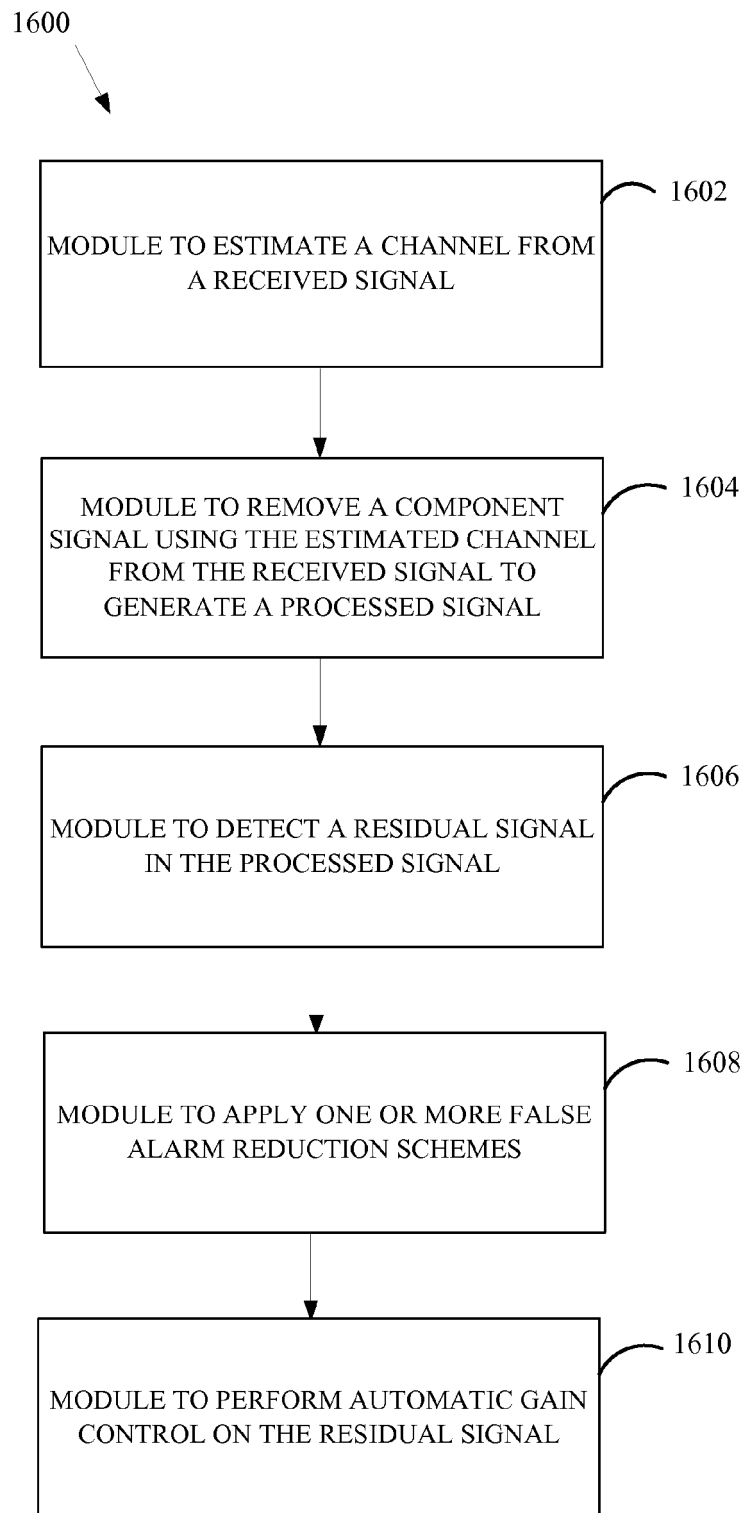 1600
1602
MODULE TO ESTIMATE A CHANNEL FROM
A RECEIVED SIGNAL
1604
MODULE TO REMOVE A COMPONENT
SIGNAL USING THE ESTIMATED CHANNEL
FROM THE RECEIVED SIGNAL TO
GENERATE A PROCESSED SIGNAL
1606
MODULE TO DETECT A RESIDUAL SIGNAL
IN THE PROCESSED SIGNAL
1608
MODULE TO APPLY ONE OR MORE FALSE
ALARM REDUCTION SCHEMES
1610
MODULE TO PERFORM AUTOMATIC GAIN
CONTROL ON THE RESIDUAL SIGNAL